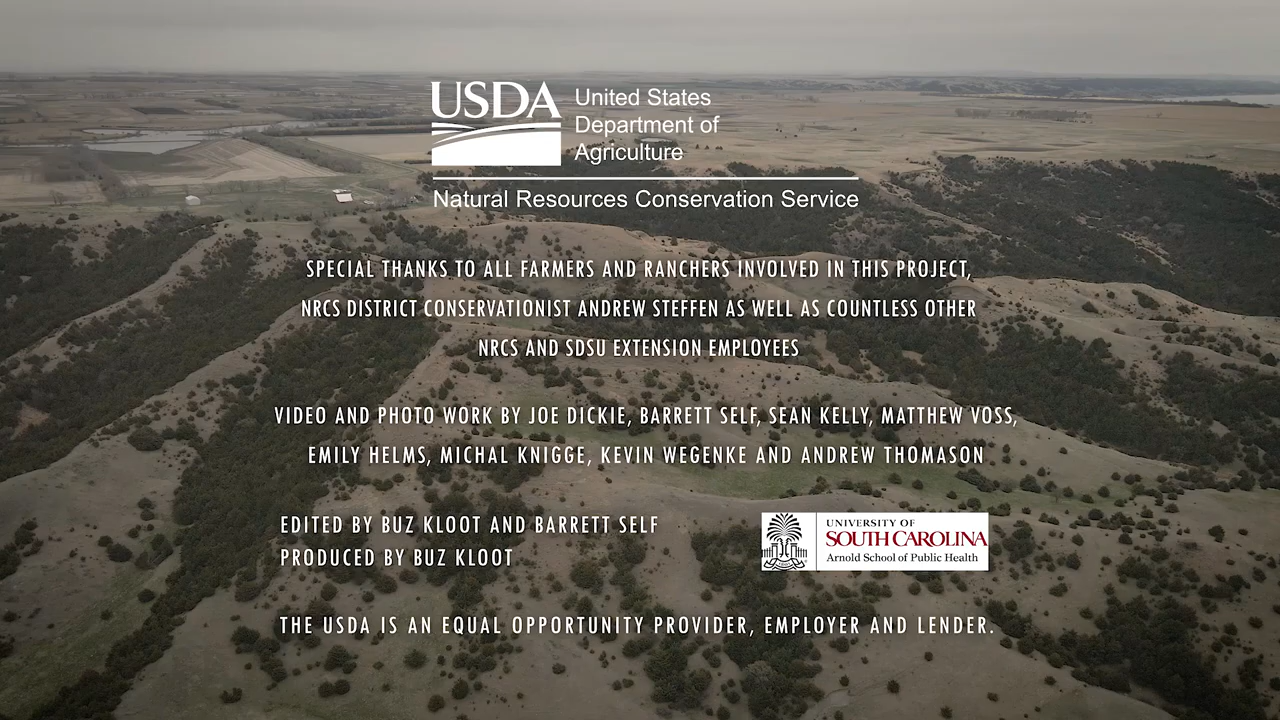 USDA
United States
Department of
Agriculture
Natural Resources Conservation Service
SPECIAL THANKS TO ALL FARMERS AND RANCHERS INVOLVED IN THIS PROJECT,
NRCS DISTRICT CONSERVATIONIST ANDREW STEFFEN AS WELL AS COUNTLESS OTHER
NRCS AND SDSU EXTENSION EMPLOYEES
VIDEO AND PHOTO WORK BY JOE DICKIE, BARRETT SELF, SEAN KELLY, MATTHEW VOSS,
EMILY HELMS, MICHAL KNIGGE, KEVIN WEGENKE AND ANDREW THOMASON
EDITED BY BUZ KLOOT AND BARRETT SELF
PRODUCED BY BUZ KLOOT
UNIVERSITY OF
SOUTH CAROLINA
Arnold School of Public Health
THE USDA IS AN EQUAL OPPORTUNITY PROVIDER, EMPLOYER AND LENDER.